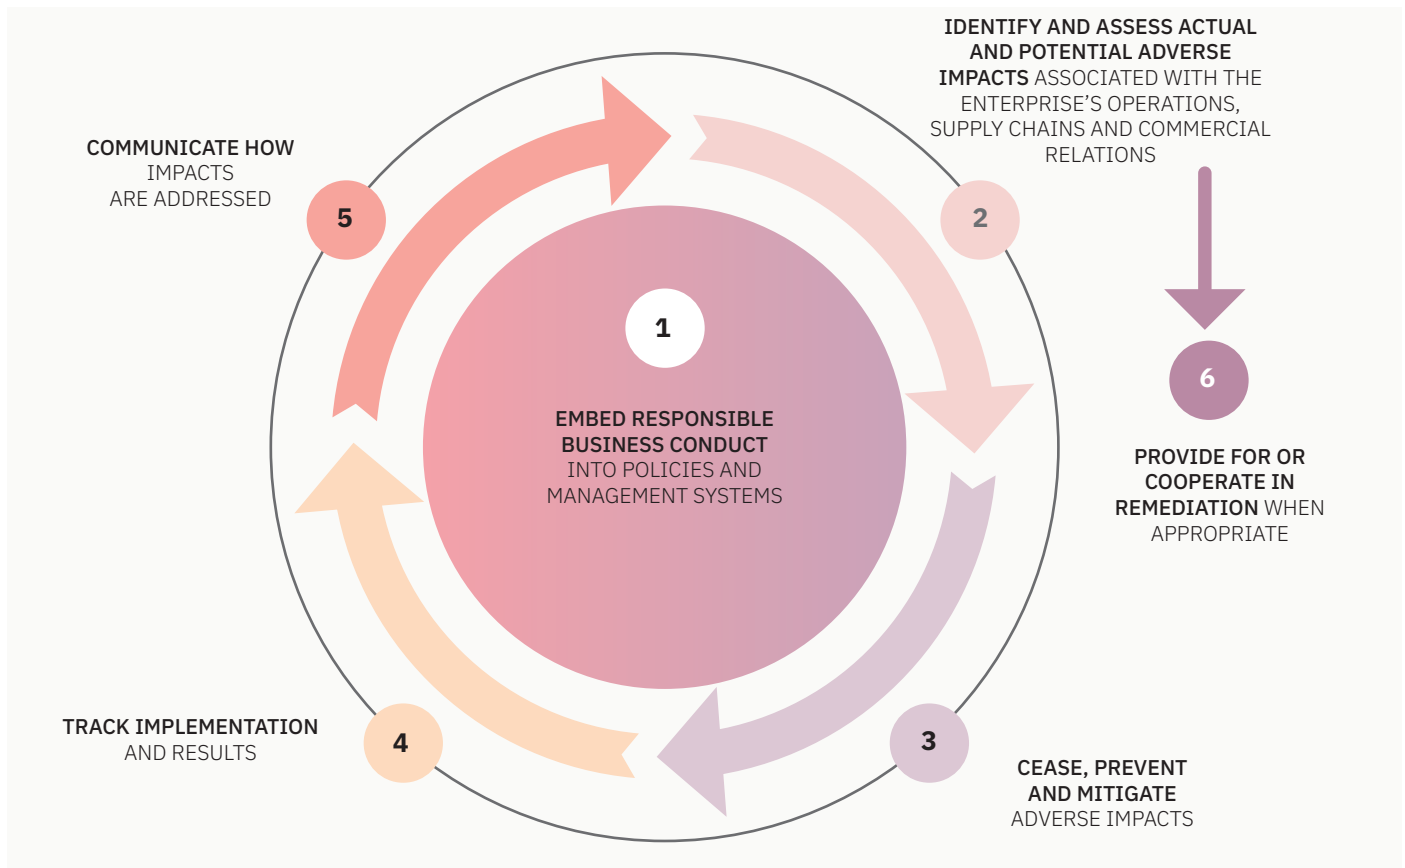 1
EMBED RESPONSIBLE
BUSINESS CONDUCT
INTO POLICIES AND
MANAGEMENT SYSTEMS
2
IDENTIFY AND ASSESS ACTUAL
AND POTENTIAL ADVERSE
IMPACTS ASSOCIATED WITH THE
ENTERPRISE’S OPERATIONS,
SUPPLY CHAINS AND COMMERCIAL
RELATIONS
3
CEASE, PREVENT
AND MITIGATE
ADVERSE IMPACTS
4
TRACK IMPLEMENTATION
AND RESULTS
5
COMMUNICATE HOW
IMPACTS
ARE ADDRESSED
6
PROVIDE FOR OR
COOPERATE IN
REMEDIATION WHEN
APPROPRIATE